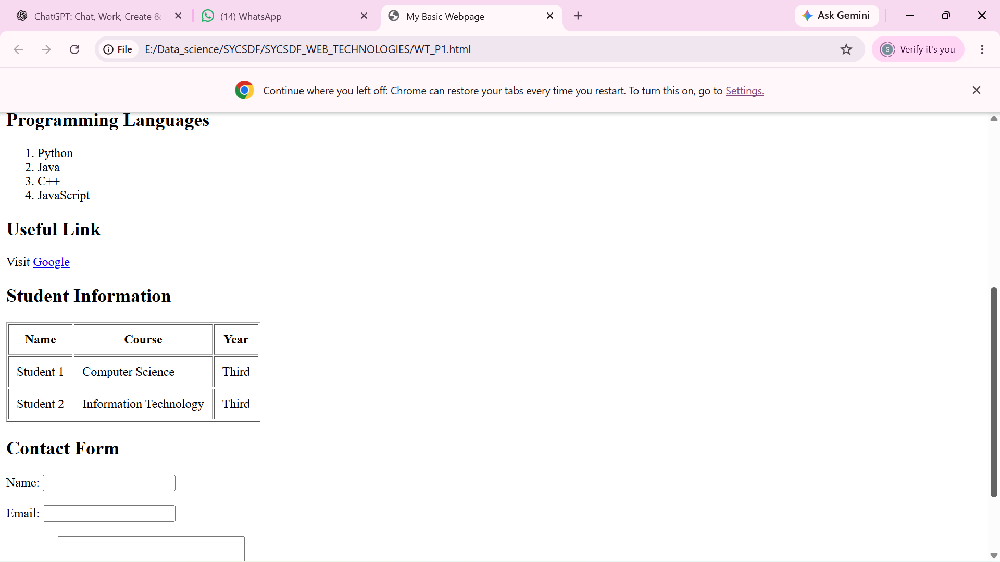 ChatGPT: Chat, Work, Create &
(14) WhatsApp
My Basic Webpage
Ask Gemini
File
E:/Data_science/SYCSDF/SYCSDF_WEB_TECHNOLOGIES/WT_P1.html
S
Verify it's you
Continue where you left off: Chrome can restore your tabs every time you restart. To turn this on, go to Settings.
Programming Languages
1. Python
2. Java
3. C++
4. JavaScript
Useful Link
Visit Google
Student Information
Name Course Year
Student 1 Computer Science Third
Student 2 Information Technology Third
Contact Form
Name:
Email: